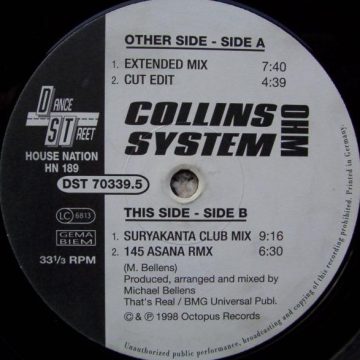 OTHER SIDE - SIDE A
1. EXTENDED MIX 7:40
2. CUT EDIT 4:39
DANCE
STREET
HOUSE NATION
HN 189
DST 70339.5
COLLINS
SYSTEM
OHM
THIS SIDE - SIDE B
LC 6813
GEMA
BIEM
33 1/3 RPM
1. SURYAKANTA CLUB MIX 9:16
2. 145 ASANA RMX 6:30
(M. Bellens)
Produced, arranged and mixed by
Michael Bellens
That's Real / BMG Universal Publ.
© & ℗ 1998 Octopus Records
Unauthorized public performance, broadcasting and copying of this record prohibited. Printed in Germany.